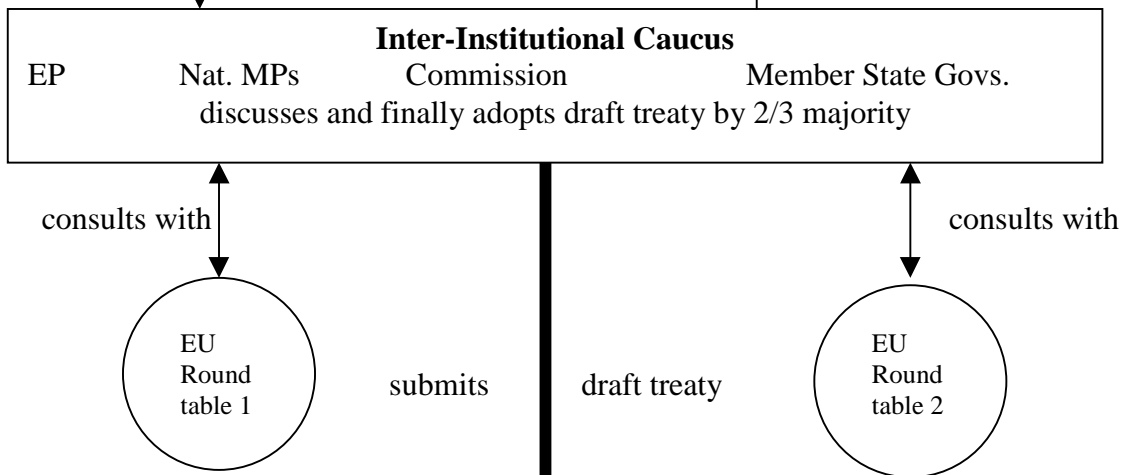 Inter-Institutional Caucus
EP Nat. MPs Commission Member State Govs.
discusses and finally adopts draft treaty by 2/3 majority
consults with
consults with
EU
Round
table 1
submits
draft treaty
EU
Round
table 2